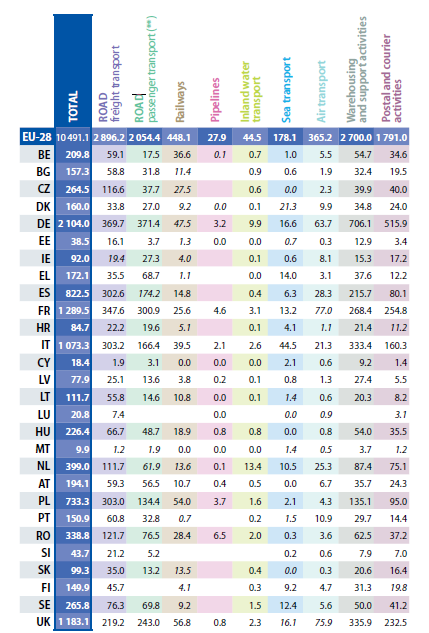 TOTAL
ROAD
freight transport
ROAD
passenger transport (**)
Railways
Pipelines
Inland water
transport
Sea transport
Air transport
Warehousing
and support activities
Postal and courier
activities
EU-28 10 491.1 2 896.2 2 054.4 448.1 27.9 44.5 178.1 365.2 2 700.0 1 791.0
BE 209.8 59.1 17.5 36.6 0.1 0.7 1.0 5.5 54.7 34.6
BG 157.3 58.8 31.8 11.4 0.9 0.6 1.9 32.4 19.5
CZ 264.5 116.6 37.7 27.5 0.6 0.0 2.3 39.9 40.0
DK 160.0 33.8 27.0 9.2 0.0 0.1 21.3 9.9 34.8 24.0
DE 2 104.0 369.7 371.4 47.5 3.2 9.9 16.6 63.7 706.1 515.9
EE 38.5 16.1 3.7 1.3 0.0 0.0 0.7 0.3 12.9 3.4
IE 92.0 19.4 27.3 4.0 0.1 0.6 8.1 15.3 17.2
EL 172.1 35.5 68.7 1.1 0.0 14.0 3.1 37.6 12.2
ES 822.5 302.6 174.2 14.8 0.4 6.3 28.3 215.7 80.1
FR 1 289.5 347.6 300.9 25.6 4.6 3.1 13.2 77.0 268.4 254.8
HR 84.7 22.2 19.6 5.1 0.1 4.1 1.1 21.4 11.2
IT 1 073.3 303.2 166.4 39.5 2.1 2.6 44.5 21.3 333.4 160.3
CY 18.4 1.9 3.1 0.0 0.0 0.0 2.1 0.6 9.2 1.4
LV 77.9 25.1 13.6 3.8 0.2 0.1 0.8 1.3 27.4 5.5
LT 111.7 55.8 14.6 10.8 0.0 0.1 1.4 0.6 20.3 8.2
LU 20.8 7.4 0.0 0.9 3.1
HU 226.4 66.7 48.7 18.9 0.8 0.8 0.0 0.8 54.0 35.5
MT 9.9 1.2 1.9 0.0 0.0 0.0 1.4 0.5 3.7 1.2
NL 399.0 111.7 61.9 13.6 0.1 13.4 10.5 25.3 87.4 75.1
AT 194.1 59.3 56.5 10.7 0.4 0.5 0.0 6.7 35.7 24.3
PL 733.3 303.0 134.4 54.0 3.7 1.6 2.1 4.3 135.1 95.0
PT 150.9 60.8 32.8 0.7 0.2 1.5 10.9 29.7 14.4
RO 338.8 121.7 76.5 28.4 6.5 2.0 0.3 3.6 62.5 37.2
SI 43.7 21.2 5.2 0.2 0.6 7.9 7.0
SK 99.3 35.0 13.2 13.5 0.4 0.0 0.3 20.6 16.4
FI 149.9 45.7 4.1 0.3 9.2 4.7 31.3 19.8
SE 265.8 76.3 69.8 9.2 1.5 12.4 5.6 50.0 41.2
UK 1 183.1 219.2 243.0 56.8 0.8 2.3 16.1 75.9 335.9 232.5